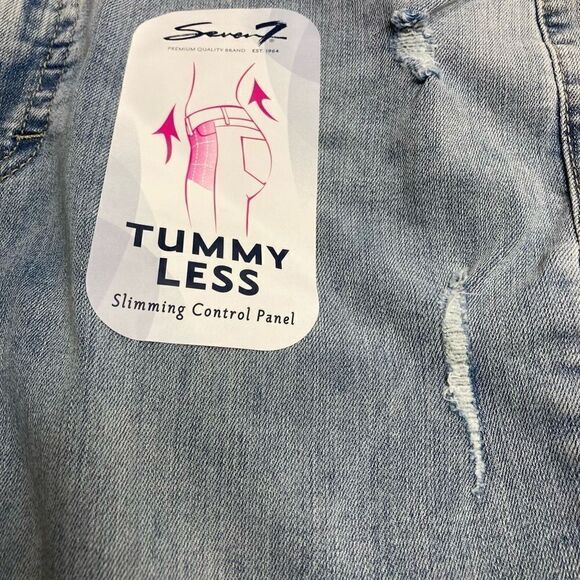 Seven7
PREMIUM QUALITY BRAND EST. 1964
TUMMY
LESS
Slimming Control Panel